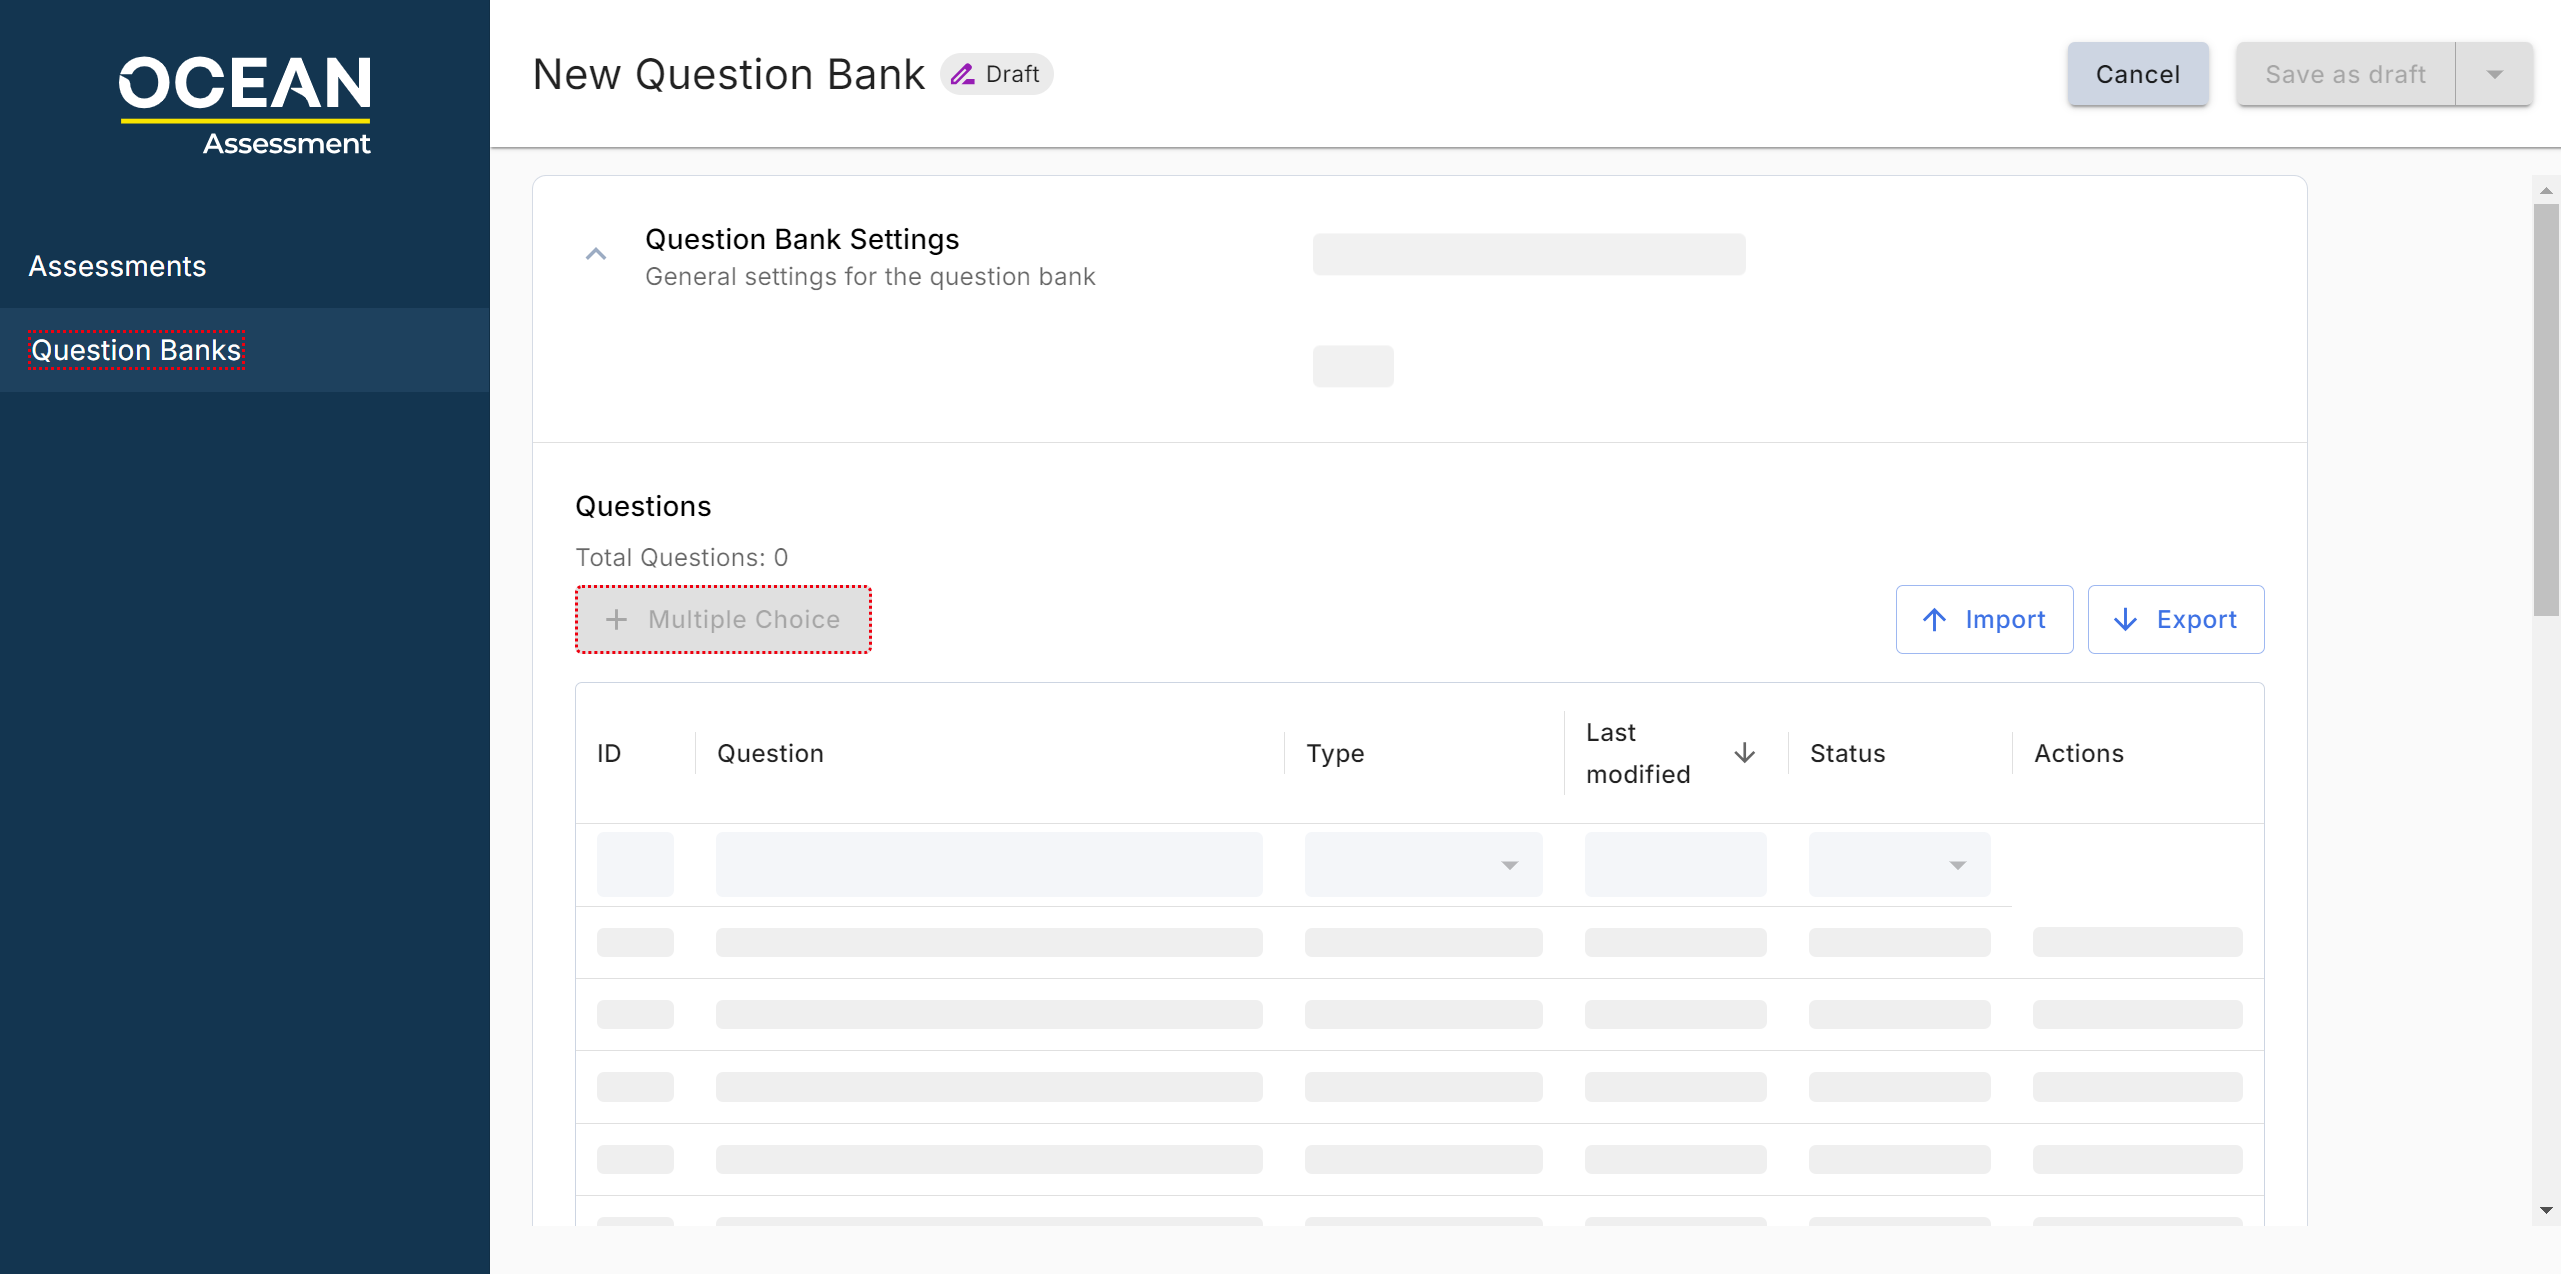 OCEAN
Assessment
Assessments
Question Banks
New Question Bank
Draft
Cancel
Save as draft
Question Bank Settings
General settings for the question bank
Questions
Total Questions: 0
Multiple Choice
Import
Export
ID
Question
Type
Last
modified
Status
Actions